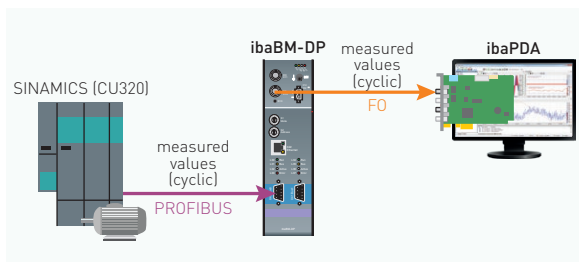 ibaBM-DP
measured
values
(cyclic)
ibaPDA
SINAMICS (CU320)
FO
measured
values
(cyclic)
PROFIBUS